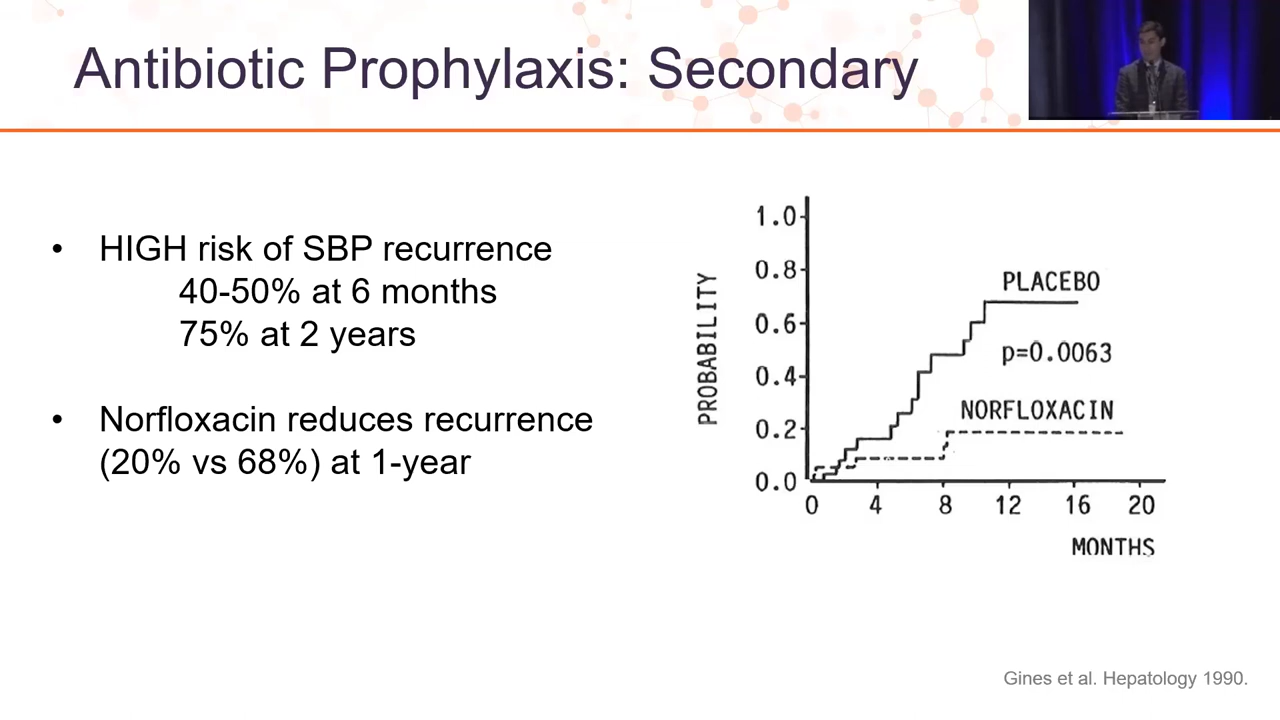 Antibiotic Prophylaxis: Secondary
• HIGH risk of SBP recurrence
40-50% at 6 months
75% at 2 years
• Norfloxacin reduces recurrence
(20% vs 68%) at 1-year
PROBABILITY
1.0
0.8
0.6
0.4
0.2
0.0
PLACEBO
p=0.0063
NORFLOXACIN
0 4 8 12 16 20
MONTHS
Gines et al. Hepatology 1990.